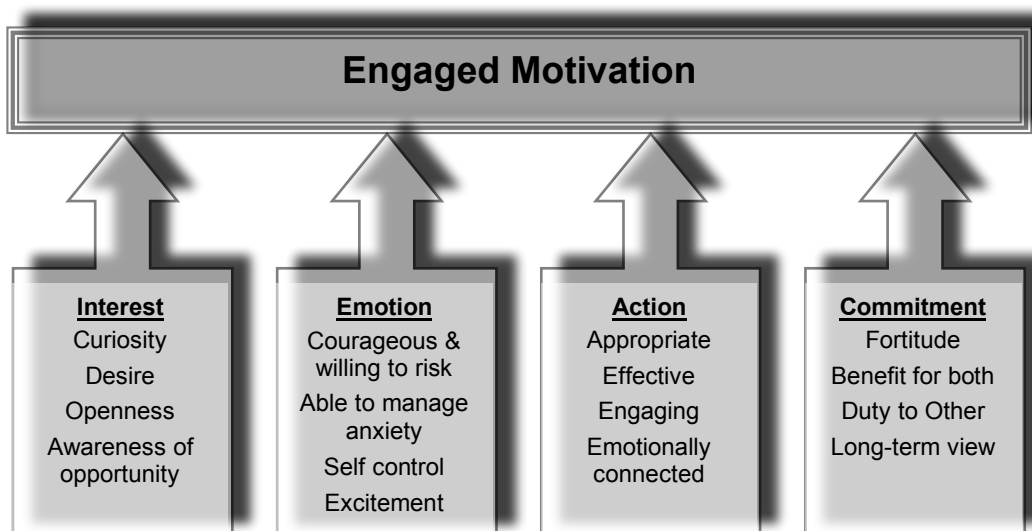 Engaged Motivation
Interest
Curiosity
Desire
Openness
Awareness of
opportunity
Emotion
Courageous &
willing to risk
Able to manage
anxiety
Self control
Excitement
Action
Appropriate
Effective
Engaging
Emotionally
connected
Commitment
Fortitude
Benefit for both
Duty to Other
Long-term view